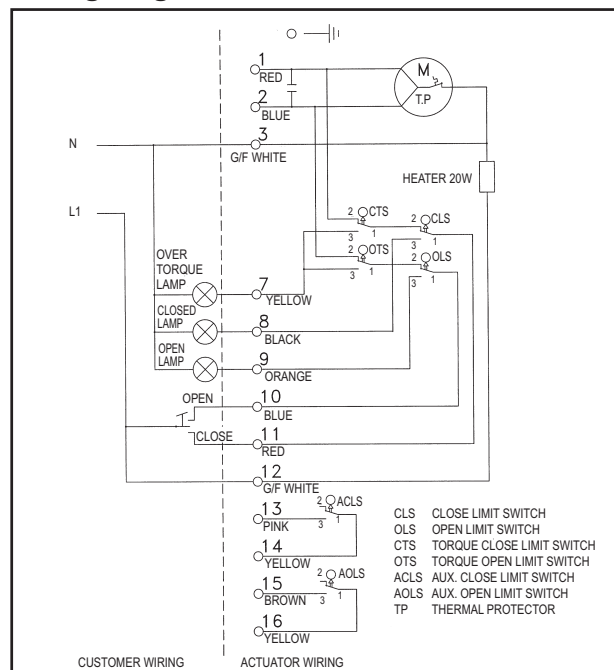 1
RED
M
T.P
2
BLUE
3
G/F WHITE
N
HEATER 20W
L1
2 CTS
3 1
2 CLS
3 1
2 OTS
3 1
2 OLS
3 1
OVER
TORQUE
LAMP
7
YELLOW
CLOSED
LAMP
8
BLACK
OPEN
LAMP
9
ORANGE
OPEN
10
BLUE
CLOSE
11
RED
12
G/F WHITE
13
PINK
2 ACLS
3 1
14
YELLOW
15
BROWN
2 AOLS
3 1
16
YELLOW
CLS CLOSE LIMIT SWITCH
OLS OPEN LIMIT SWITCH
CTS TORQUE CLOSE LIMIT SWITCH
OTS TORQUE OPEN LIMIT SWITCH
ACLS AUX. CLOSE LIMIT SWITCH
AOLS AUX. OPEN LIMIT SWITCH
TP THERMAL PROTECTOR
CUSTOMER WIRING
ACTUATOR WIRING